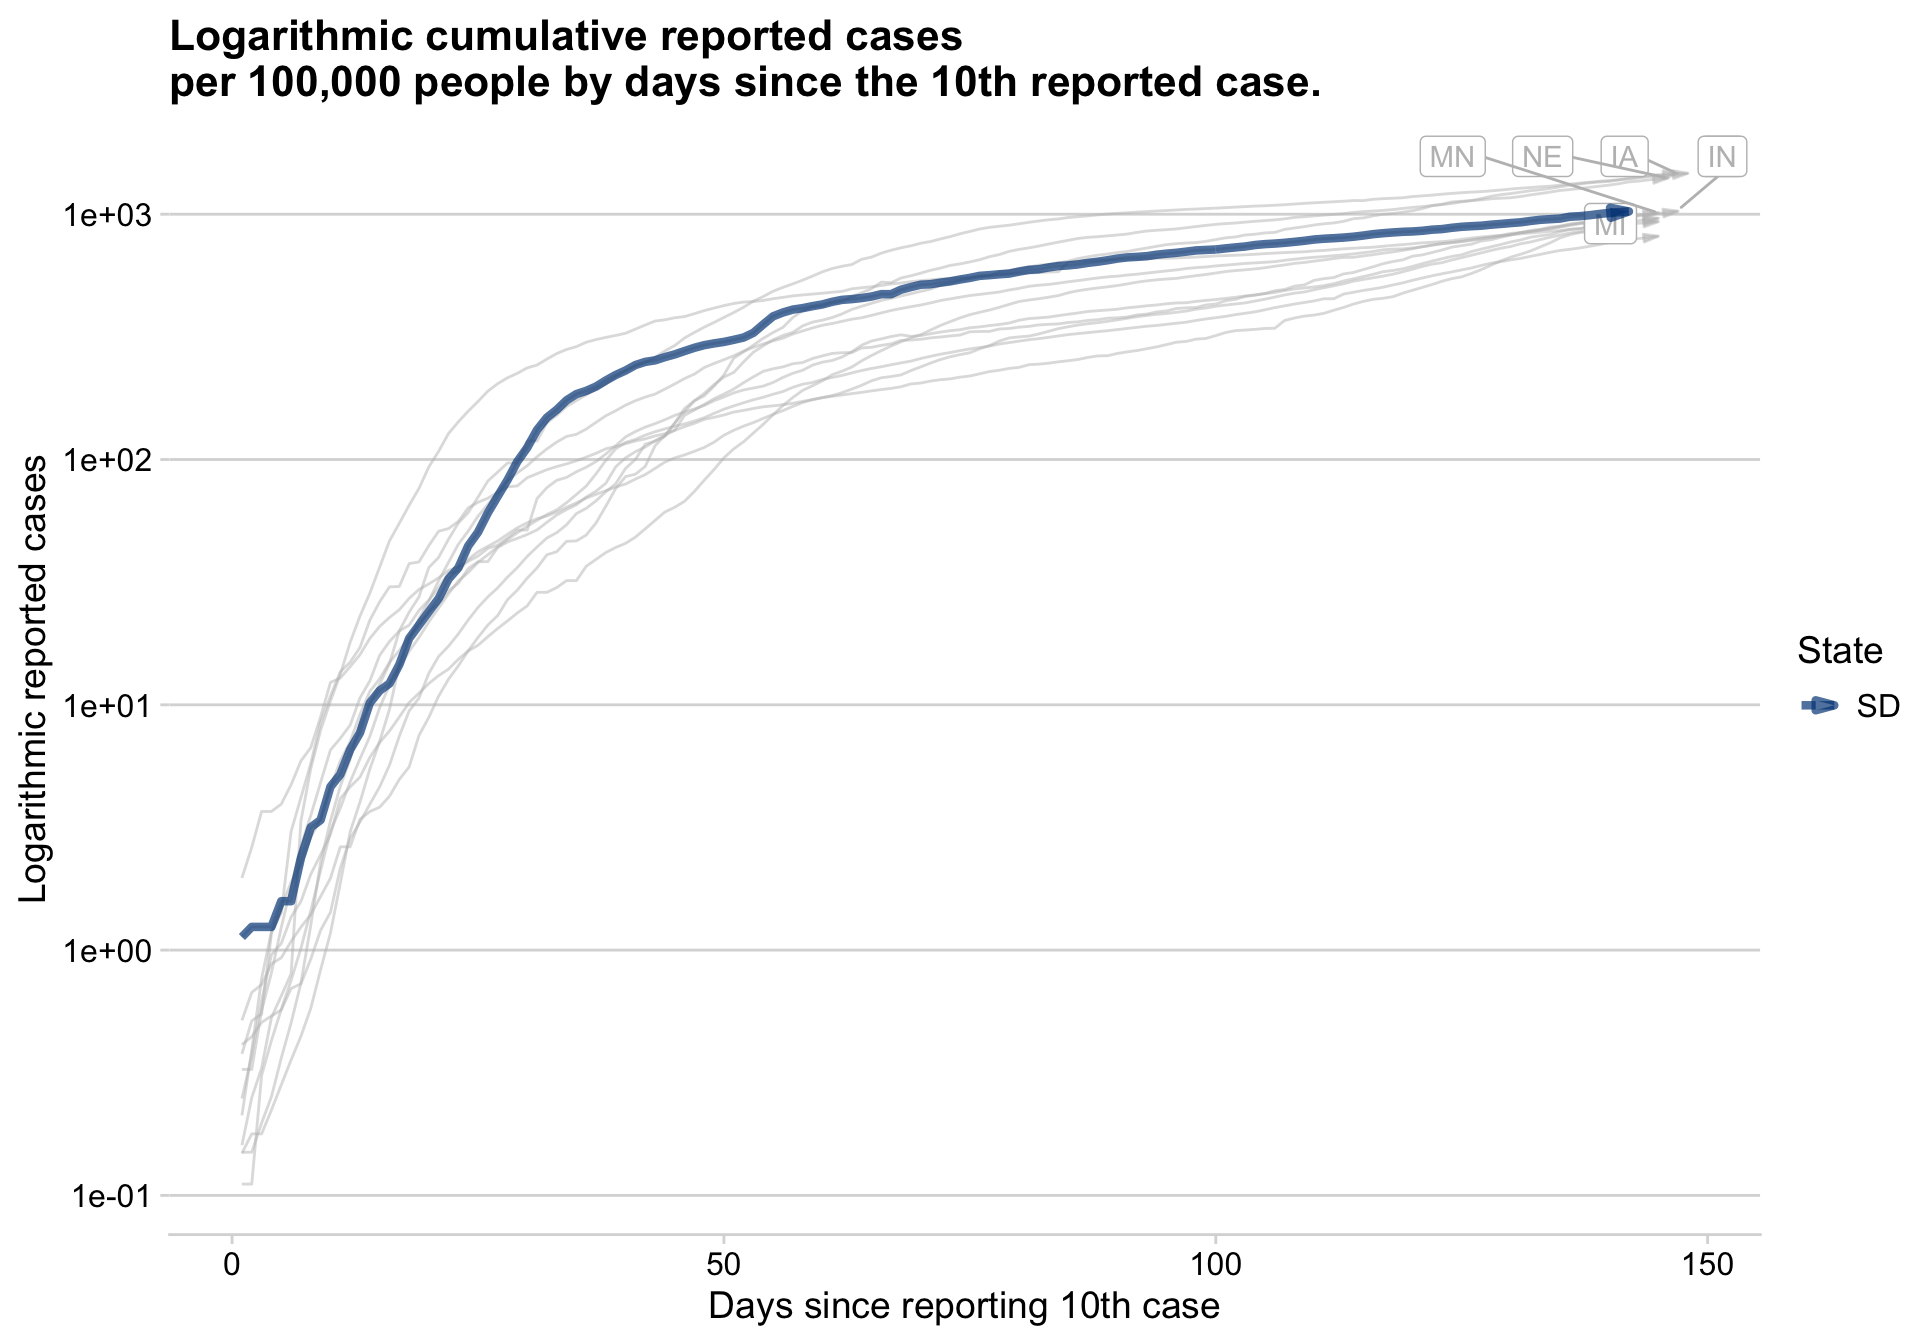 Logarithmic cumulative reported cases
per 100,000 people by days since the 10th reported case.
MN
NE
IA
IN
MI
1e+03
1e+02
1e+01
1e+00
1e-01
Logarithmic reported cases
0
50
100
150
Days since reporting 10th case
State
SD